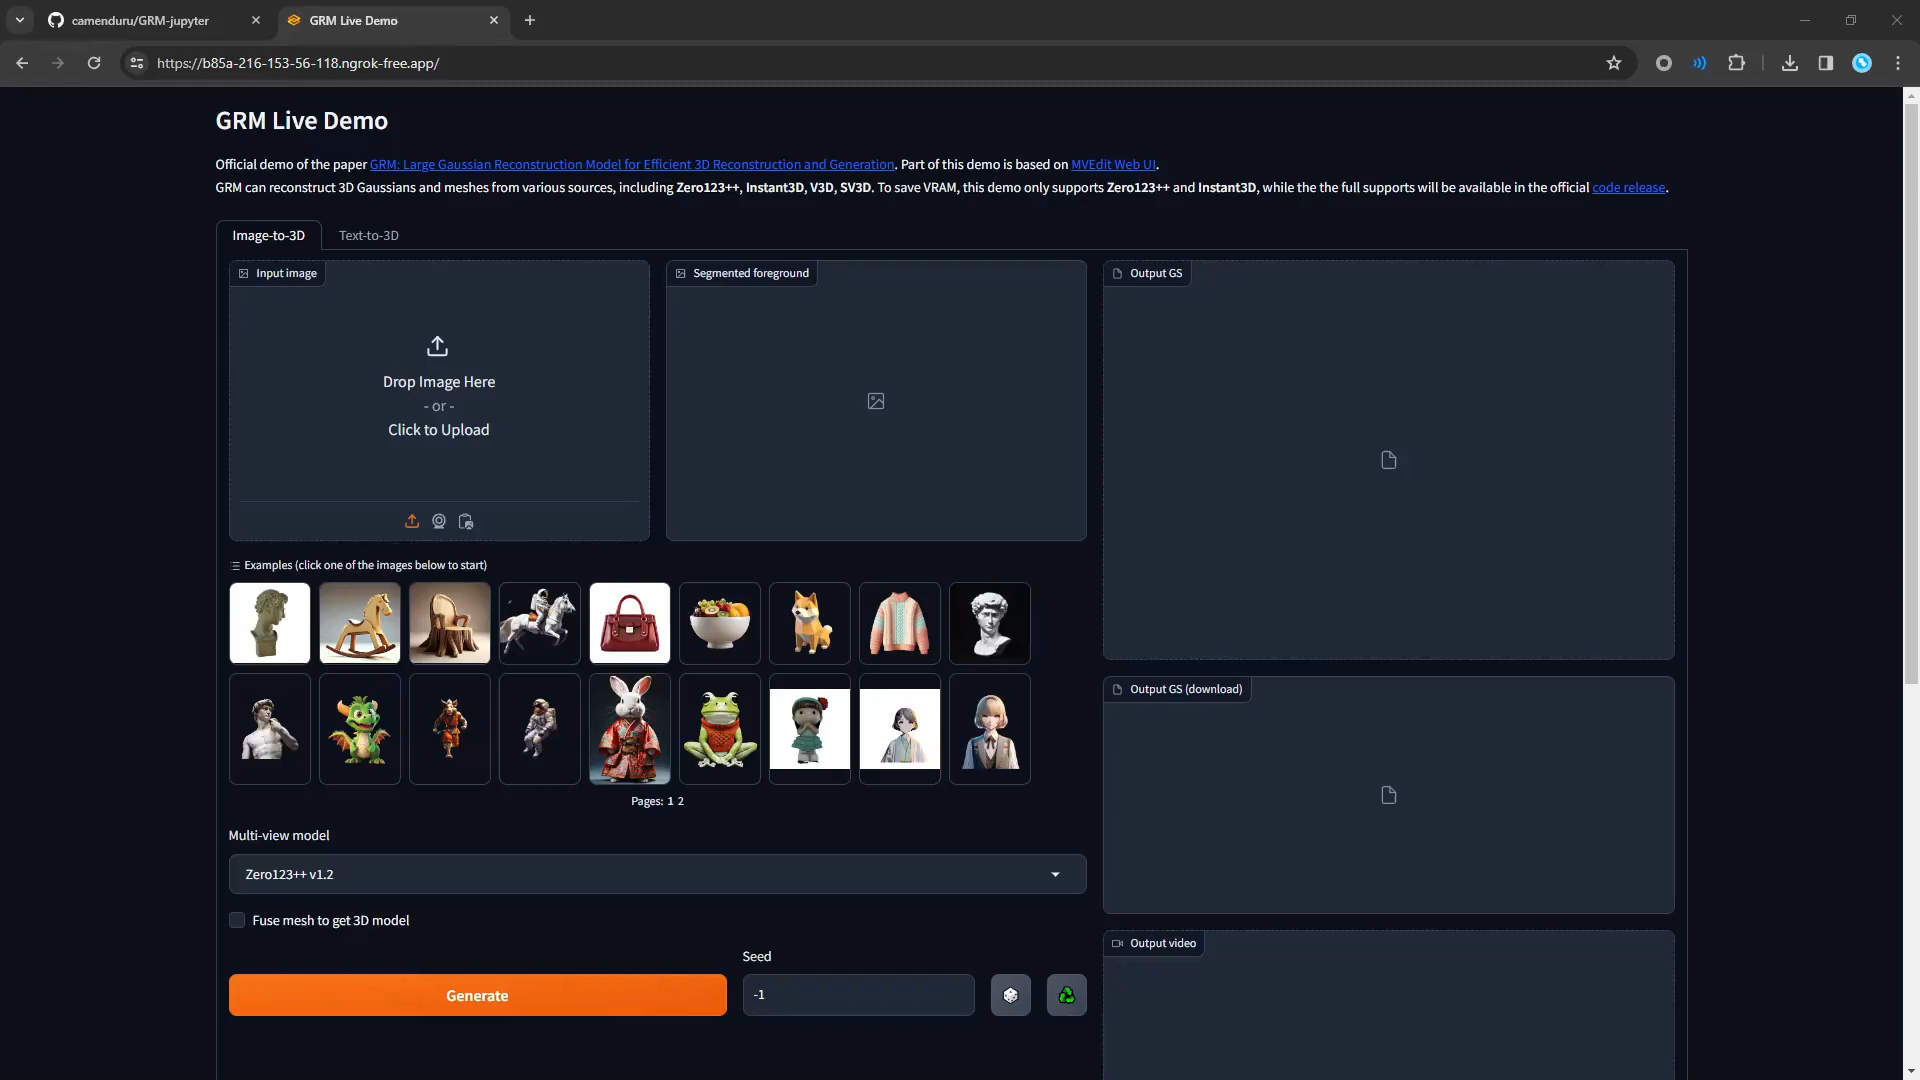 camenduru/GRM-jupyter
GRM Live Demo
https://b85a-216-153-56-118.ngrok-free.app/
GRM Live Demo
Official demo of the paper GRM: Large Gaussian Reconstruction Model for Efficient 3D Reconstruction and Generation. Part of this demo is based on MVEdit Web UI.
GRM can reconstruct 3D Gaussians and meshes from various sources, including Zero123++, Instant3D, V3D, SV3D. To save VRAM, this demo only supports Zero123++ and Instant3D, while the the full supports will be available in the official code release.
Image-to-3D
Text-to-3D
Input image
Segmented foreground
Output GS
Drop Image Here
- or -
Click to Upload
Examples (click one of the images below to start)
Output GS (download)
Pages: 1 2
Multi-view model
Zero123++ v1.2
Fuse mesh to get 3D model
Output video
Seed
Generate
-1